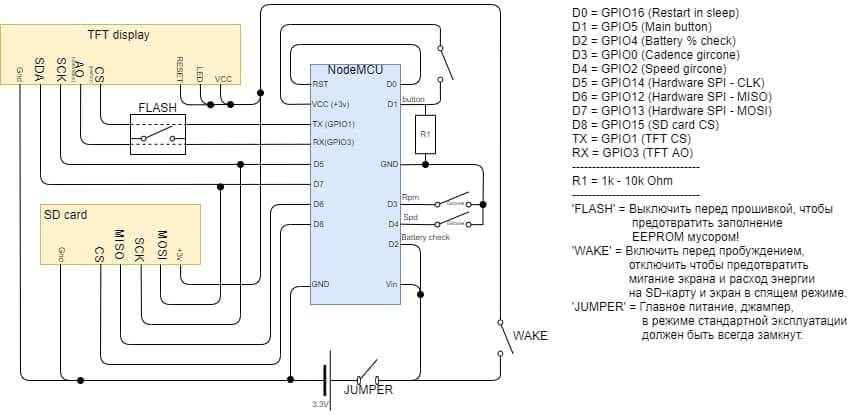 TFT display
Gnd
SDA
SCK
AO
CS
RESET
LED
VCC
FLASH
SD card
Gnd
CS
MISO
SCK
MOSI
+3v
NodeMCU
RST
VCC (+3v)
TX (GPIO1)
RX(GPIO3)
D5
D7
D6
D8
GND
D0
D1
GND
D3
D4
D2
Vin
button
R1
Rpm
Gircone
Spd
Gircone
Battery check
WAKE
JUMPER
3.3V
D0 = GPIO16 (Restart in sleep)
D1 = GPIO5 (Main button)
D2 = GPIO4 (Battery % check)
D3 = GPIO0 (Cadence gircone)
D4 = GPIO2 (Speed gircone)
D5 = GPIO14 (Hardware SPI - CLK)
D6 = GPIO12 (Hardware SPI - MISO)
D7 = GPIO13 (Hardware SPI - MOSI)
D8 = GPIO15 (SD card CS)
TX = GPIO1 (TFT CS)
RX = GPIO3 (TFT AO)
--------------------------------
R1 = 1k - 10k Ohm
--------------------------------
'FLASH' = Выключить перед прошивкой, чтобы
предотвратить заполнение
EEPROM мусором!
'WAKE' = Включить перед пробуждением,
отключить чтобы предотвратить
мигание экрана и расход энергии
на SD-карту и экран в спящем режиме.
'JUMPER' = Главное питание, джампер,
в режиме стандартной эксплуатации
должен быть всегда замкнут.